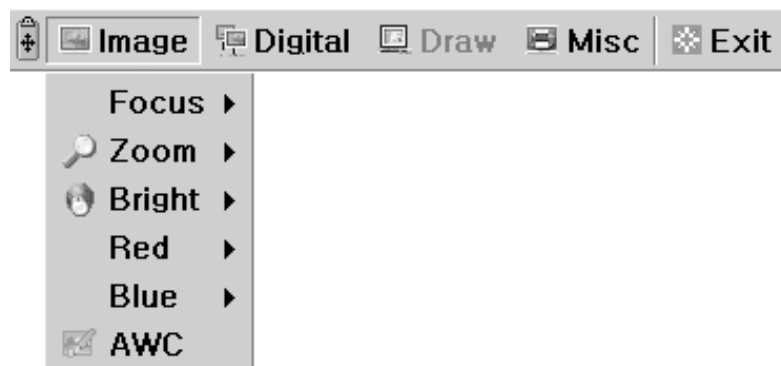 Image Digital Draw Misc Exit
Focus
Zoom
Bright
Red
Blue
AWC